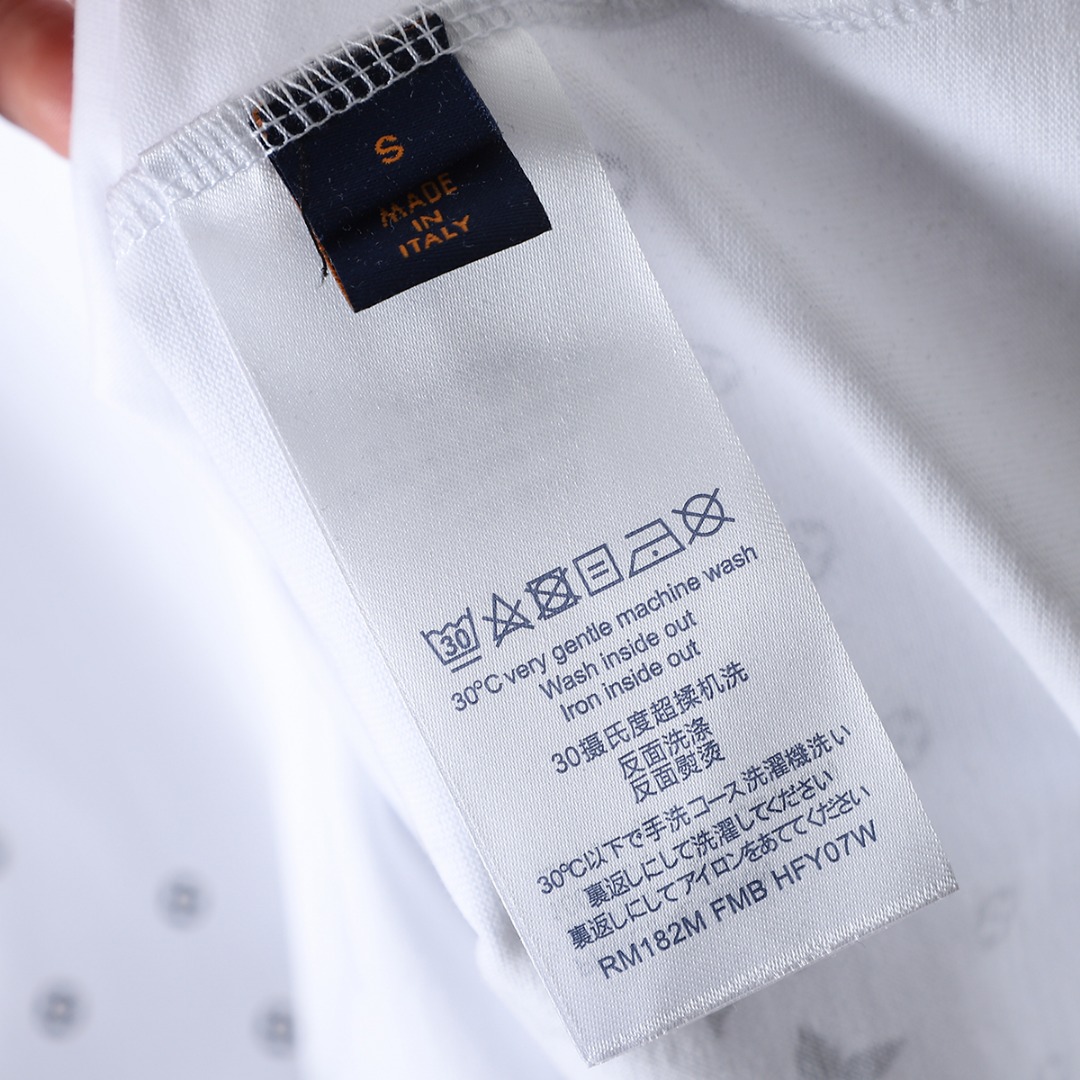 S
MADE
IN
ITALY
30
30°C very gentle machine wash
Wash inside out
Iron inside out
30摄氏度超揉机洗
反面洗涤
反面熨烫
30℃以下で手洗コース洗濯機洗い
裏返しにして洗濯してください
裏返しにしてアイロンをあててください
RM182M FMB HFY07W